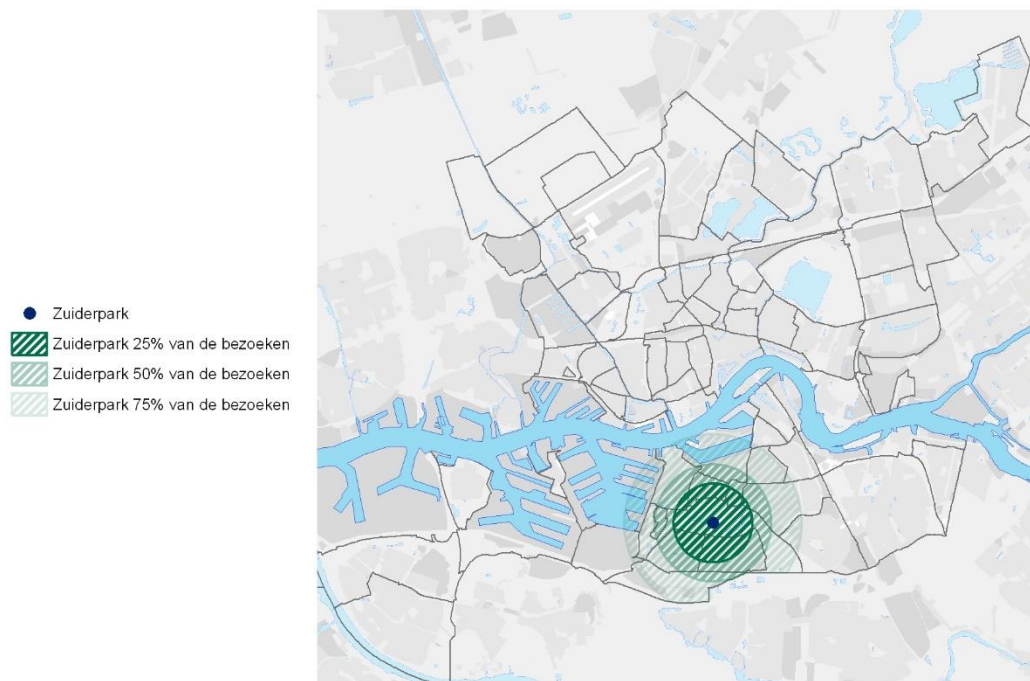 Zuiderpark
Zuiderpark 25% van de bezoeken
Zuiderpark 50% van de bezoeken
Zuiderpark 75% van de bezoeken